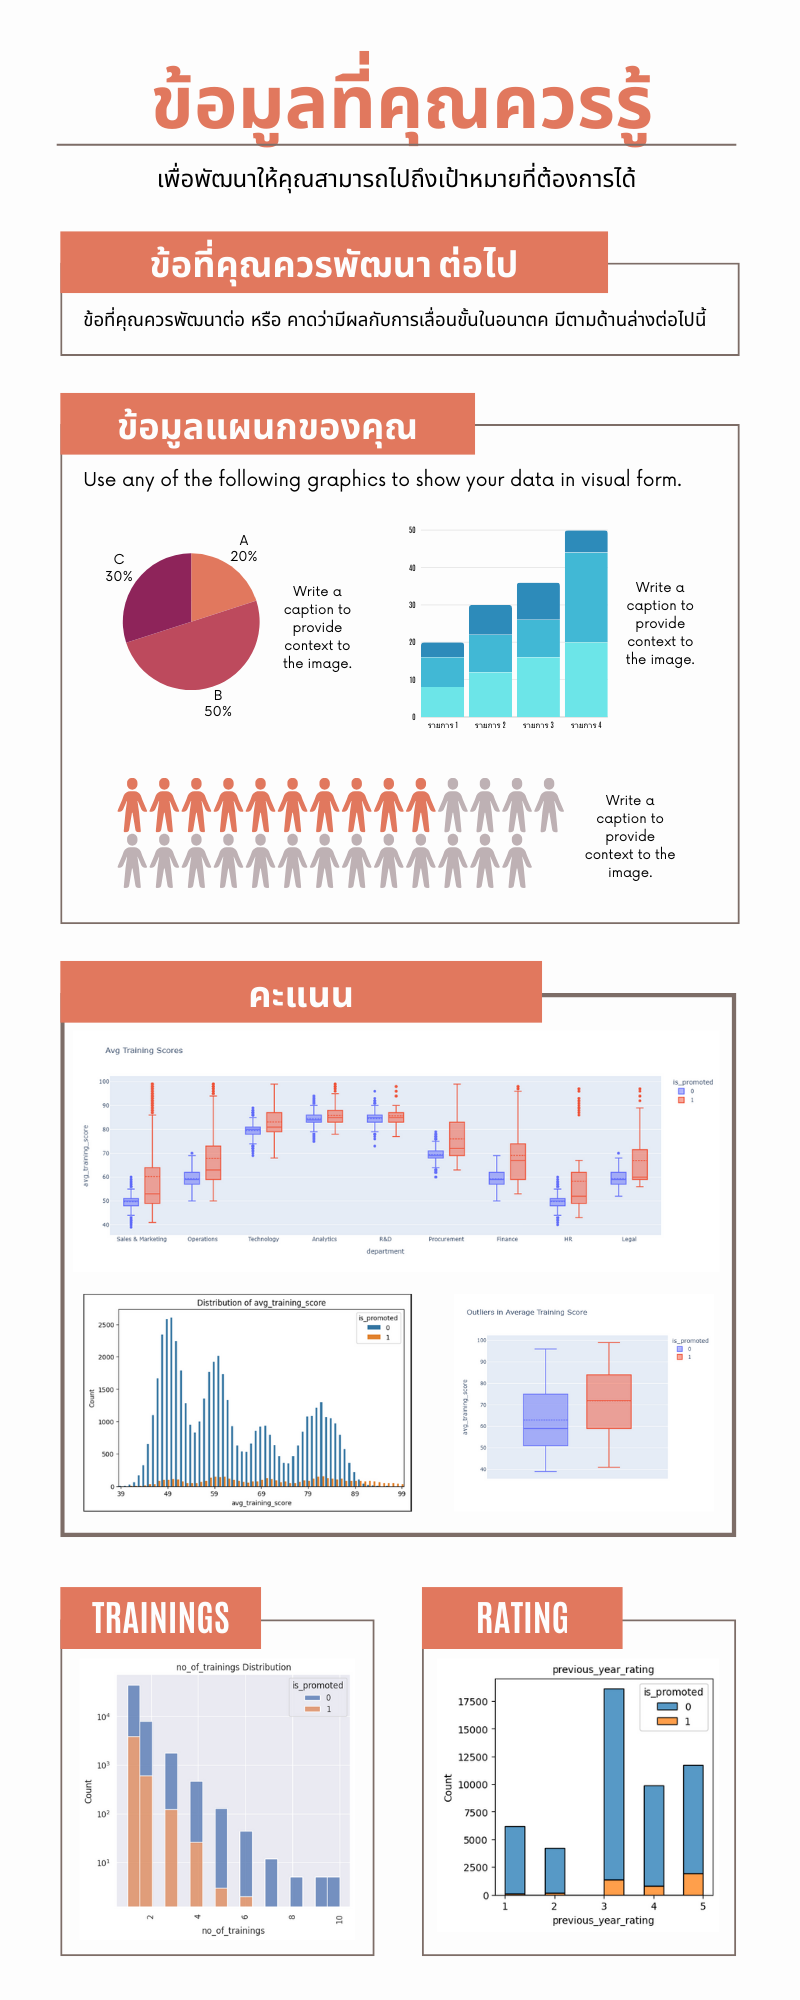 ข้อมูลที่คุณควรรู้
เพื่อพัฒนาให้คุณสามารถไปถึงเป้าหมายที่ต้องการได้
ข้อที่คุณควรพัฒนา ต่อไป
ข้อที่คุณควรพัฒนาต่อ หรือ คาดว่ามีผลกับการเลื่อนขั้นในอนาตค มีตามด้านล่างต่อไปนี้
ข้อมูลแผนกของคุณ
Use any of the following graphics to show your data in visual form.
A
20%
C
30%
B
50%
Write a
caption to
provide
context to
the image.
50
40
30
20
10
0
รายการ 1 รายการ 2 รายการ 3 รายการ 4
Write a
caption to
provide
context to
the image.
Write a
caption to
provide
context to the
image.
คะแนน
Avg Training Scores
is_promoted
0
1
100
90
80
70
60
50
40
avg_training_score
Sales & Marketing Operations Technology Analytics R&D Procurement Finance HR Legal
department
Distribution of avg_training_score
is_promoted
0
1
2500
2000
1500
1000
500
0
Count
39 49 59 69 79 89 99
avg_training_score
Outliers in Average Training Score
is_promoted
0
1
100
90
80
70
60
50
40
avg_training_score
TRAININGS
no_of_trainings Distribution
is_promoted
0
1
10⁴
10³
10²
10¹
Count
2 4 6 8 10
no_of_trainings
RATING
previous_year_rating
is_promoted
0
1
17500
15000
12500
10000
7500
5000
2500
0
Count
1 2 3 4 5
previous_year_rating